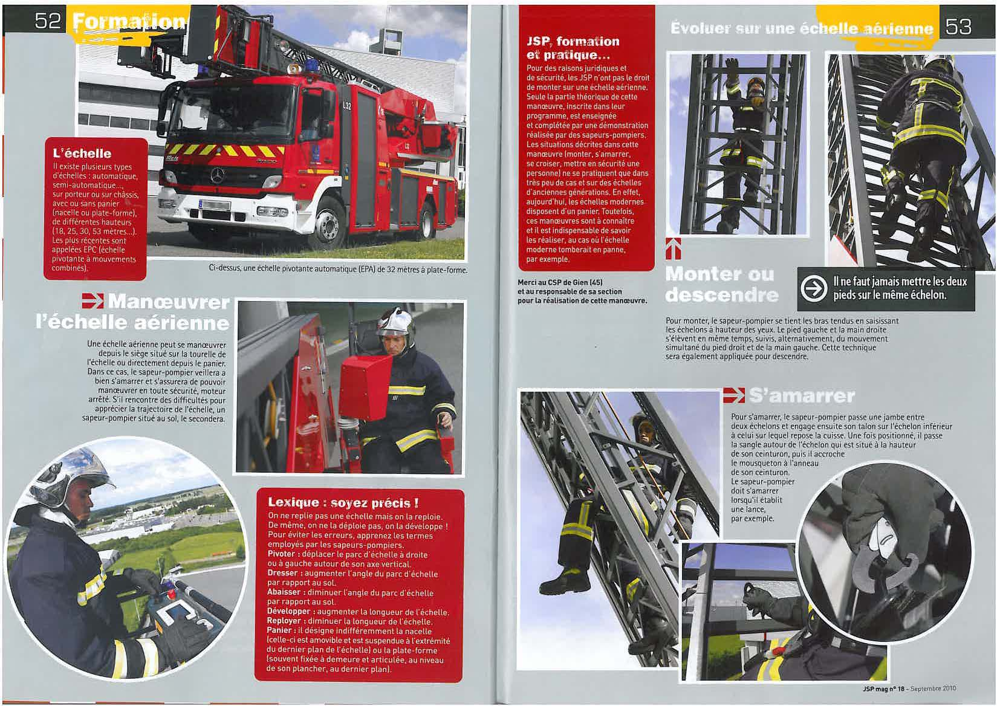 52 Formation
L'échelle
Il existe plusieurs types
d'échelles : automatique,
semi-automatique...,
sur porteur ou sur châssis,
avec ou sans panier
(nacelle ou plate-forme),
de différentes hauteurs
(18, 25, 30, 53 mètres...).
Les plus récentes sont
appelées EPC (échelle
pivotante à mouvements
combinés).
L32
L32
Metz
Ci-dessus, une échelle pivotante automatique (EPA) de 32 mètres à plate-forme.
Manœuvrer
l'échelle aérienne
Une échelle aérienne peut se manœuvrer
depuis le siège situé sur la tourelle de
l'échelle ou directement depuis le panier.
Dans ce cas, le sapeur-pompier veillera a
bien s'amarrer et s'assurera de pouvoir
manœuvrer en toute sécurité, moteur
arrêté. S'il rencontre des difficultés pour
apprécier la trajectoire de l'échelle, un
sapeur-pompier situé au sol, le secondera.
Lexique : soyez précis !
On ne replie pas une échelle mais on la reploie.
De même, on ne la déploie pas, on la développe !
Pour éviter les erreurs, apprenez les termes
employés par les sapeurs-pompiers.
Pivoter : déplacer le parc d'échelle à droite
ou à gauche autour de son axe vertical.
Dresser : augmenter l'angle du parc d'échelle
par rapport au sol.
Abaisser : diminuer l'angle du parc d'échelle
par rapport au sol.
Développer : augmenter la longueur de l'échelle.
Reployer : diminuer la longueur de l'échelle.
Panier : il désigne indifféremment la nacelle
(celle-ci est amovible et est suspendue à l'extrémité
du dernier plan de l'échelle) ou la plate-forme
(souvent fixée à demeure et articulée, au niveau
de son plancher, au dernier plan).
Évoluer sur une échelle aérienne 53
JSP, formation
et pratique...
Pour des raisons juridiques et
de sécurité, les JSP n'ont pas le droit
de monter sur une échelle aérienne.
Seule la partie théorique de cette
manœuvre, inscrite dans leur
programme, est enseignée
et complétée par une démonstration
réalisée par des sapeurs-pompiers.
Les situations décrites dans cette
manœuvre (monter, s'amarrer,
se croiser, mettre en sécurité une
personne) ne se pratiquent que dans
très peu de cas et sur des échelles
d'anciennes générations. En effet,
aujourd'hui, les échelles modernes
disposent d'un panier. Toutefois,
ces manœuvres sont à connaître
et il est indispensable de savoir
les réaliser, au cas où l'échelle
moderne tomberait en panne,
par exemple.
Merci au CSP de Gien (45)
et au responsable de sa section
pour la réalisation de cette manœuvre.
Monter ou
descendre
Il ne faut jamais mettre les deux
pieds sur le même échelon.
Pour monter, le sapeur-pompier se tient les bras tendus en saisissant
les échelons à hauteur des yeux. Le pied gauche et la main droite
s'élèvent en même temps, suivis, alternativement, du mouvement
simultané du pied droit et de la main gauche. Cette technique
sera également appliquée pour descendre.
S'amarrer
Pour s'amarrer, le sapeur-pompier passe une jambe entre
deux échelons et engage ensuite son talon sur l'échelon inférieur
à celui sur lequel repose la cuisse. Une fois positionné, il passe
la sangle autour de l'échelon qui est situé à la hauteur
de son ceinturon, puis il accroche
le mousqueton à l'anneau
de son ceinturon.
Le sapeur-pompier
doit s'amarrer
lorsqu'il établit
une lance,
par exemple.
JSP mag n° 18 - Septembre 2010